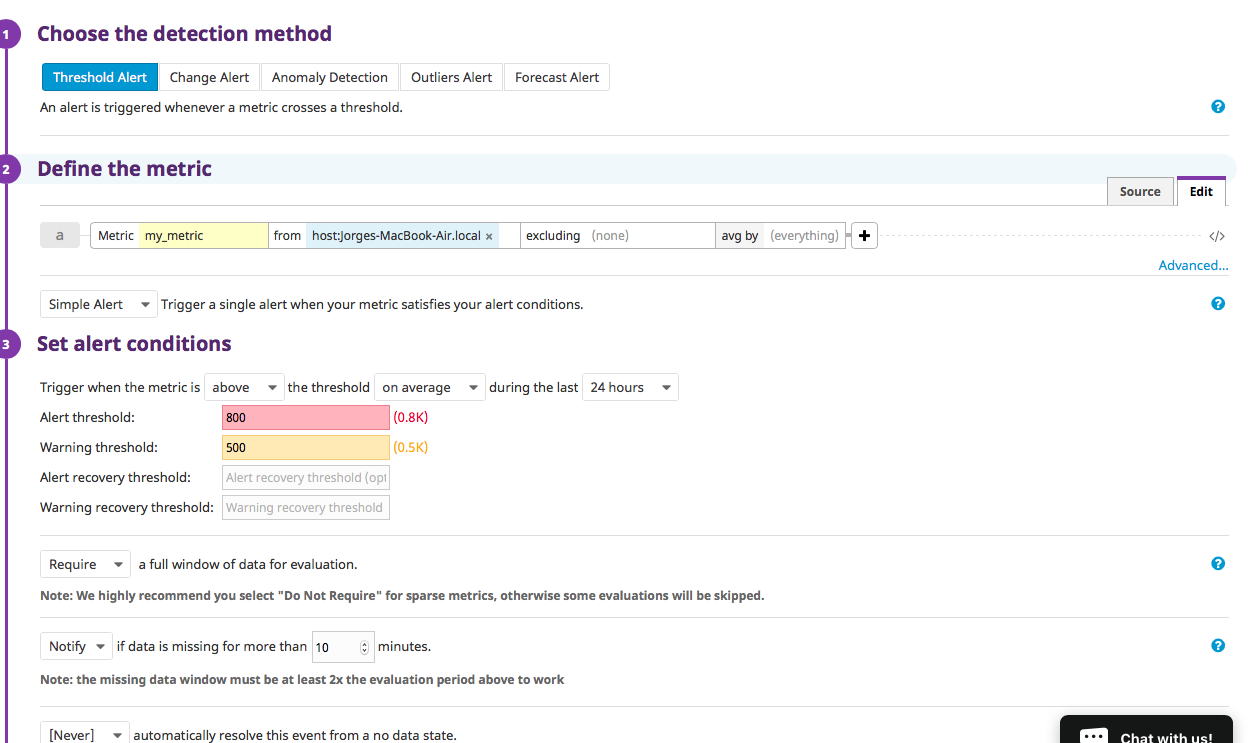 1 Choose the detection method
Threshold Alert Change Alert Anomaly Detection Outliers Alert Forecast Alert
An alert is triggered whenever a metric crosses a threshold. ?
2 Define the metric
Source Edit
a Metric my_metric from host:Jorges-MacBook-Air.local × excluding (none) avg by (everything) + </>
Advanced...
Simple Alert Trigger a single alert when your metric satisfies your alert conditions. ?
3 Set alert conditions
Trigger when the metric is above the threshold on average during the last 24 hours
Alert threshold: 800 (0.8K)
Warning threshold: 500 (0.5K)
Alert recovery threshold: Alert recovery threshold (opt
Warning recovery threshold: Warning recovery threshold
Require a full window of data for evaluation. ?
Note: We highly recommend you select "Do Not Require" for sparse metrics, otherwise some evaluations will be skipped.
Notify if data is missing for more than 10 minutes. ?
Note: the missing data window must be at least 2x the evaluation period above to work
[Never] automatically resolve this event from a no data state.
Chat with us!